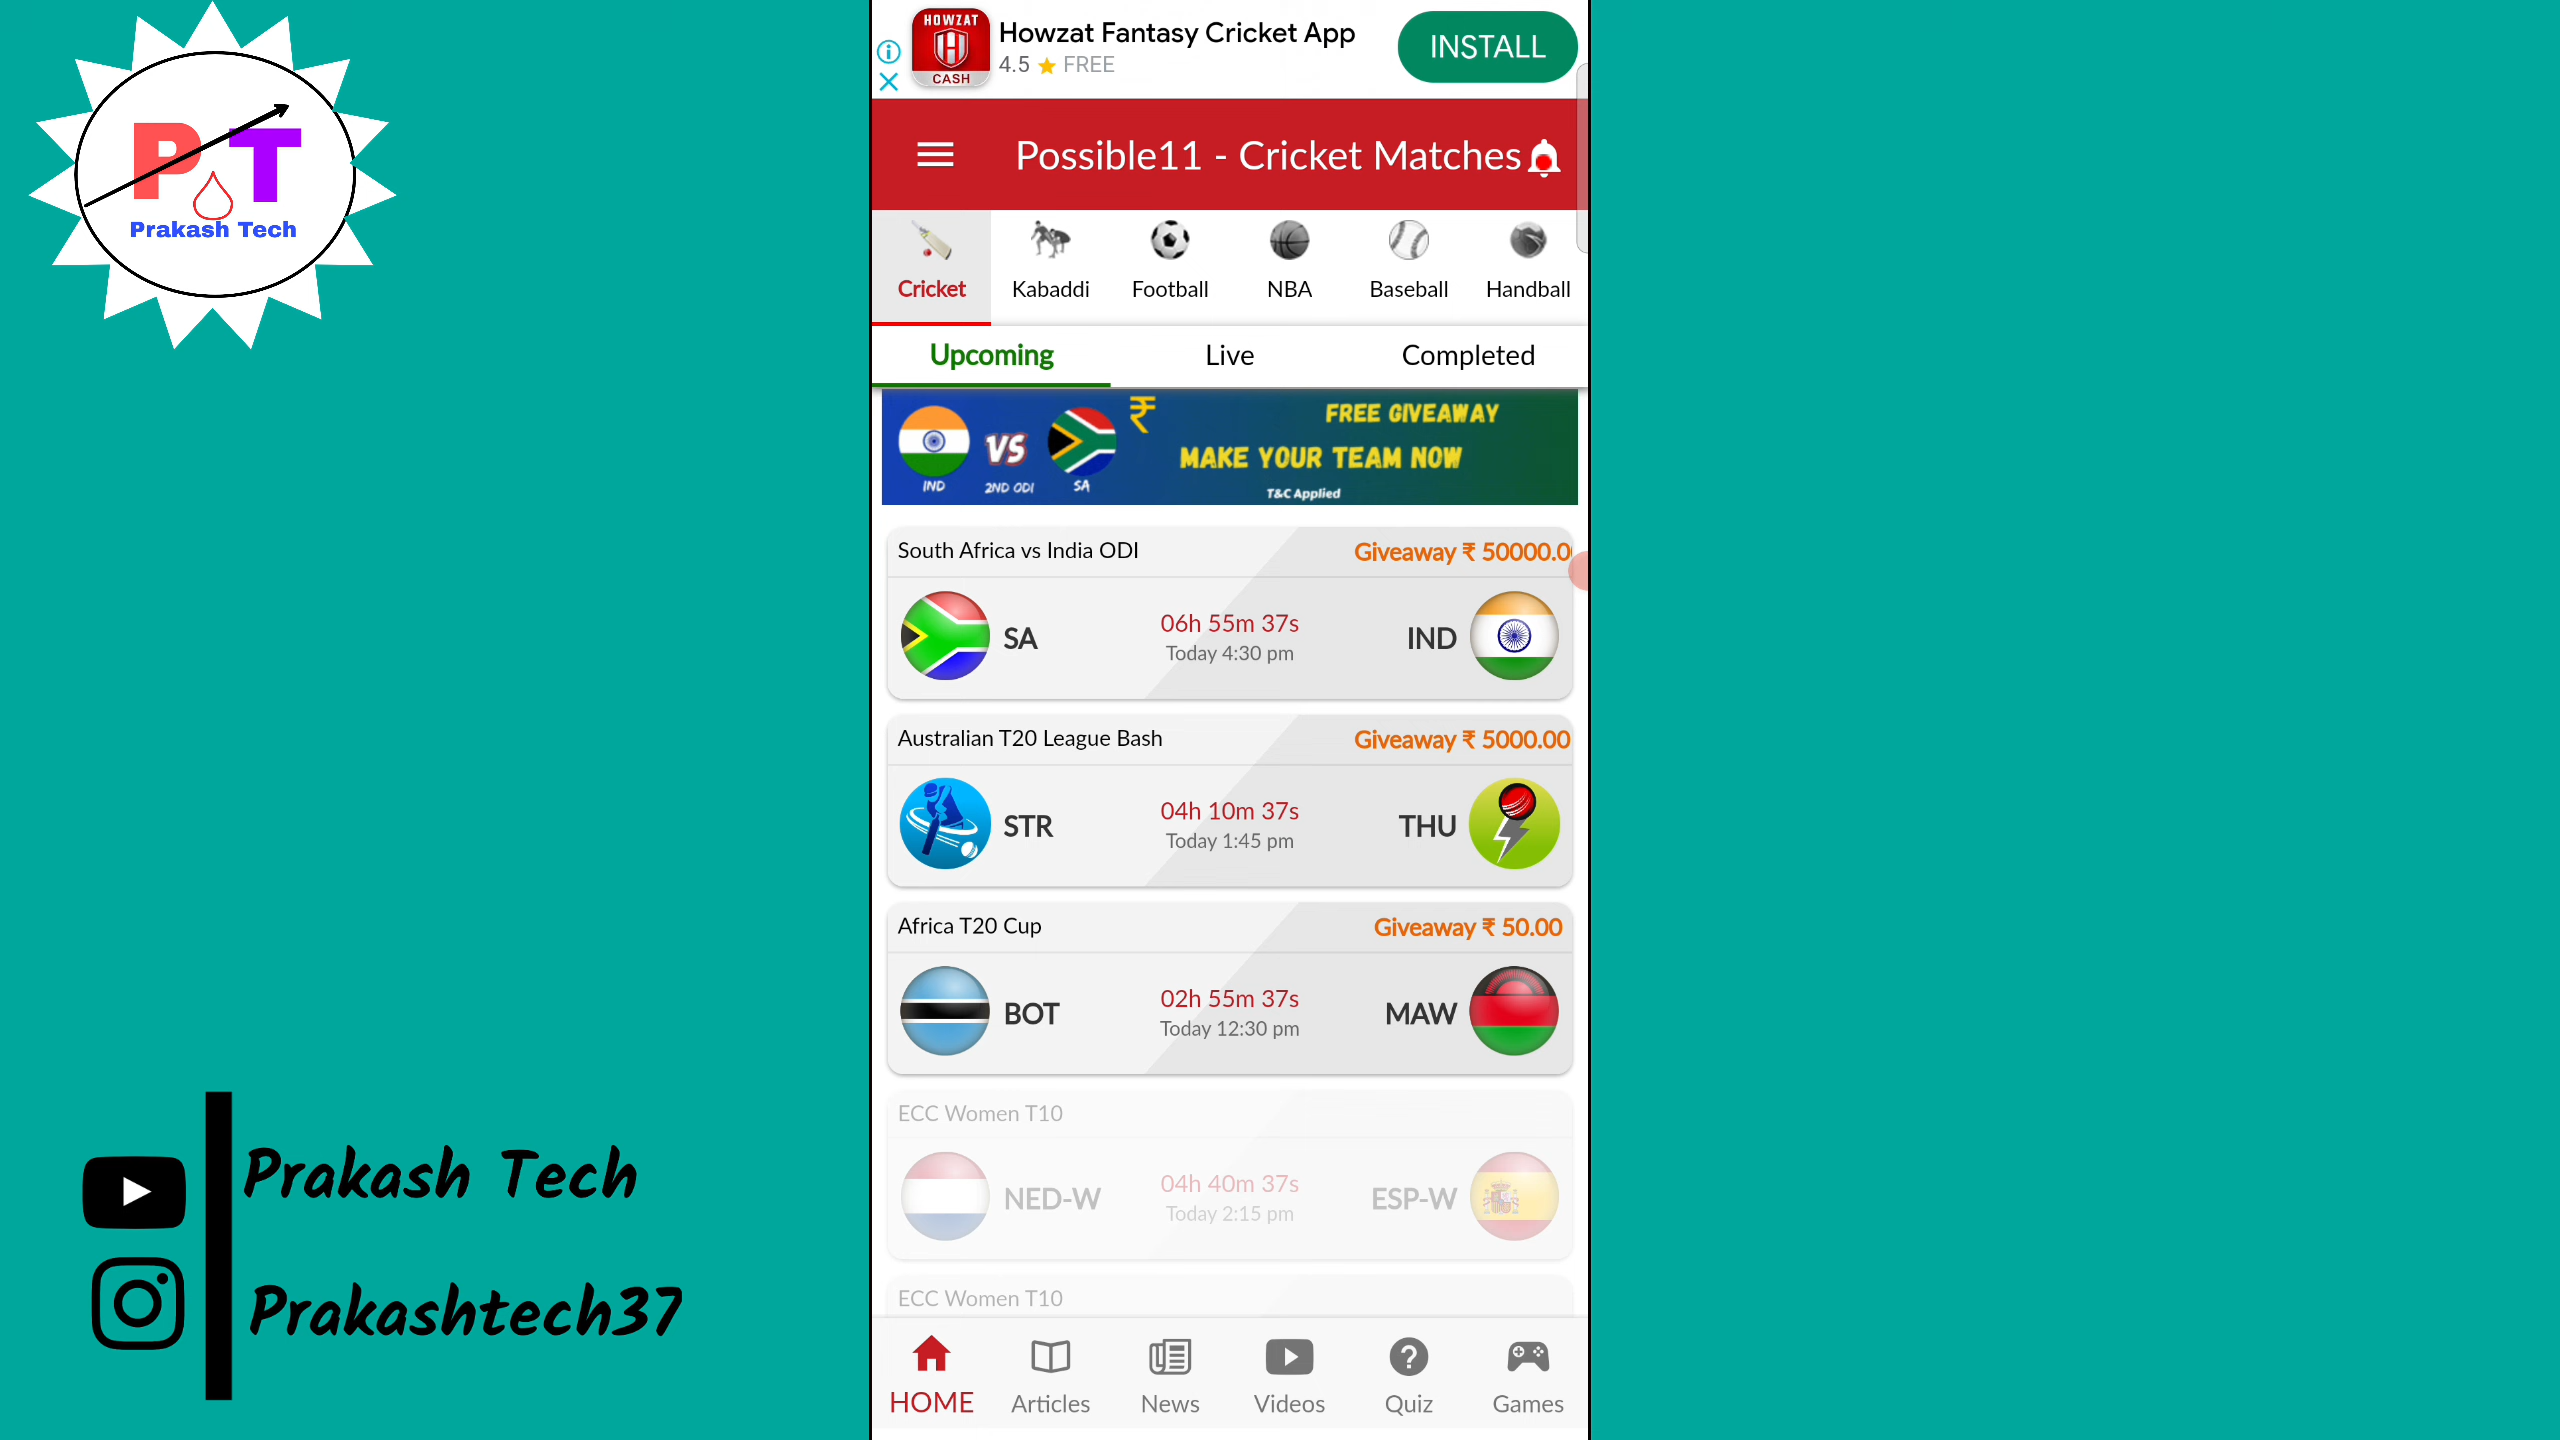 P T
Prakash Tech
HOWZAT
H
CASH
Howzat Fantasy Cricket App
4.5 FREE
INSTALL
Possible11 - Cricket Matches
Cricket Kabaddi Football NBA Baseball Handball
Upcoming Live Completed
₹ FREE GIVEAWAY
VS MAKE YOUR TEAM NOW
IND 2ND ODI SA T&C Applied
South Africa vs India ODI Giveaway ₹ 50000.0
06h 55m 37s
SA IND
Today 4:30 pm
Australian T20 League Bash Giveaway ₹ 5000.00
04h 10m 37s
STR THU
Today 1:45 pm
Africa T20 Cup Giveaway ₹ 50.00
02h 55m 37s
BOT MAW
Today 12:30 pm
ECC Women T10
04h 40m 37s
NED-W ESP-W
Today 2:15 pm
ECC Women T10
HOME Articles News Videos Quiz Games
Prakash Tech
Prakashtech37